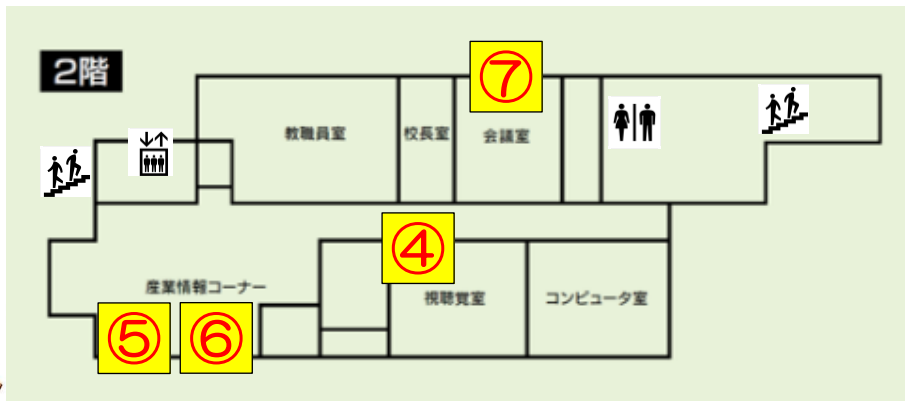 2階
⑦
教職員室
校長室
会議室
④
産業情報コーナー
視聴覚室
コンピュータ室
⑤
⑥